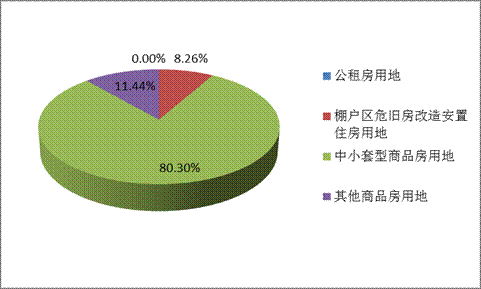 0.00%
8.26%
11.44%
80.30%
公租房用地
棚户区危旧房改造安置
住房用地
中小套型商品房用地
其他商品房用地